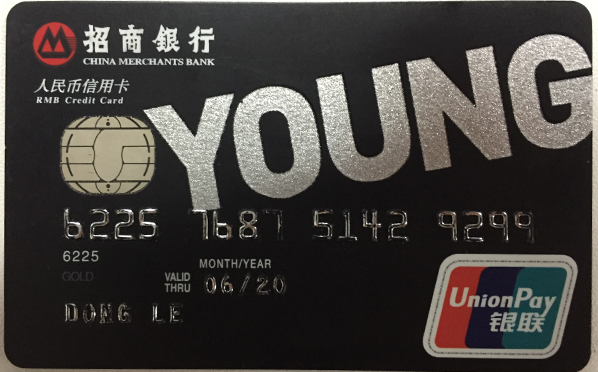 招商银行
CHINA MERCHANTS BANK
人民币信用卡
RMB Credit Card
YOUNG
6225 7687 5142 9299
6225
MONTH/YEAR
GOLD VALID THRU 06/20
DONG LE
UnionPay
银联